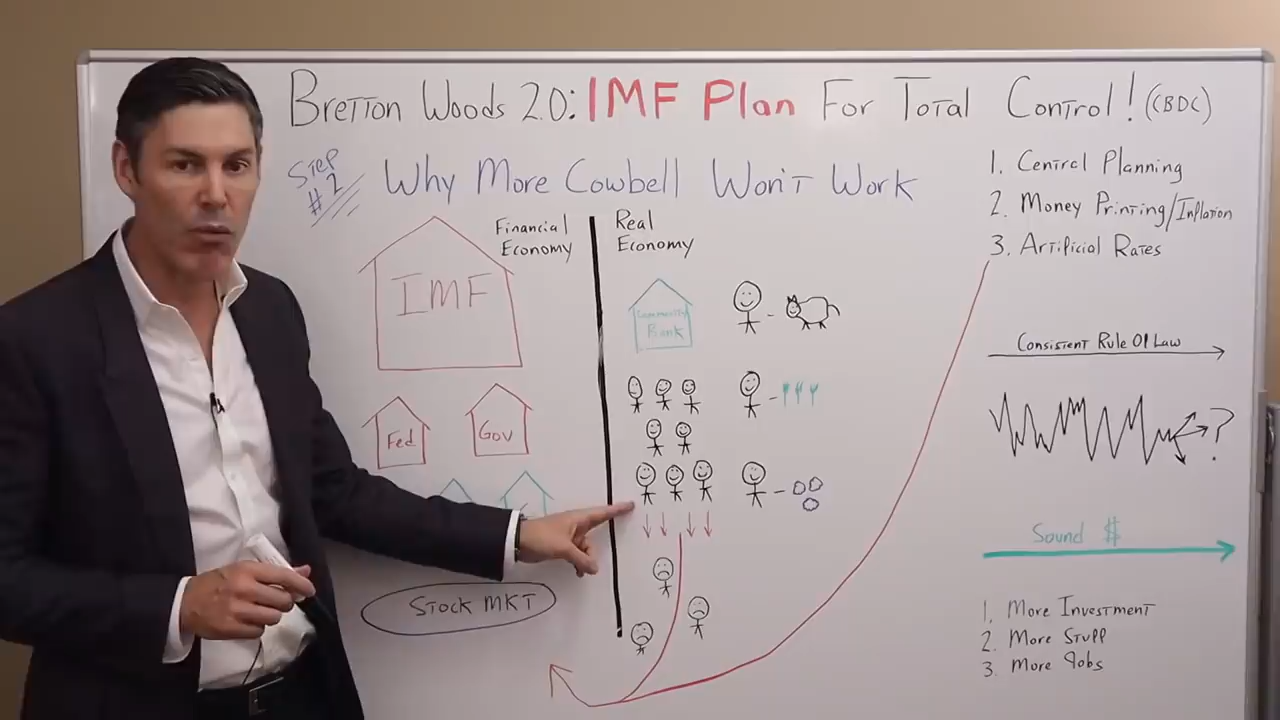 Bretton Woods 2.0: IMF Plan For Total Control! (CBDC)
Step #2
Why More Cowbell Won't Work
Financial Economy
Real Economy
IMF
Community Bank
Fed
Gov
Stock MKT
1. Central Planning
2. Money Printing/Inflation
3. Artificial Rates
Consistent Rule Of Law
?
Sound $
1. More Investment
2. More Stuff
3. More Jobs